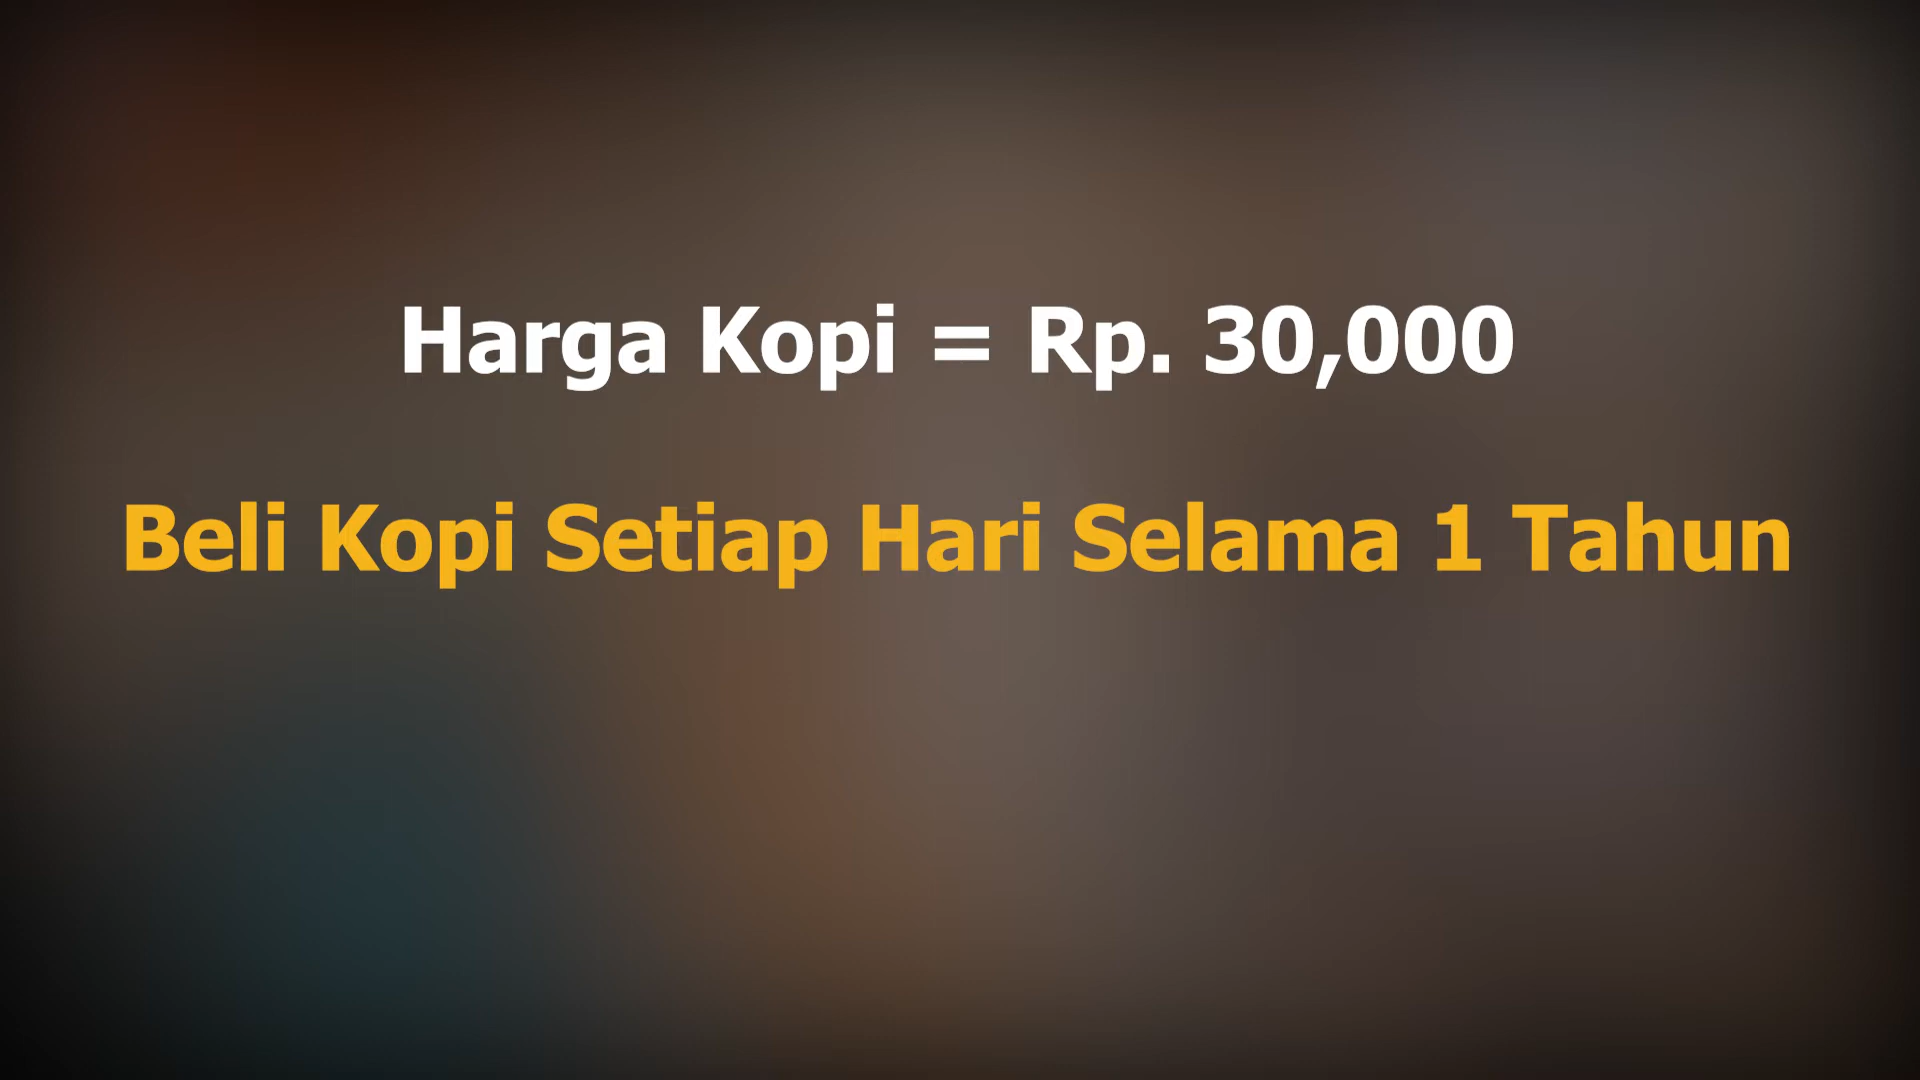 Harga Kopi = Rp. 30,000
Beli Kopi Setiap Hari Selama 1 Tahun